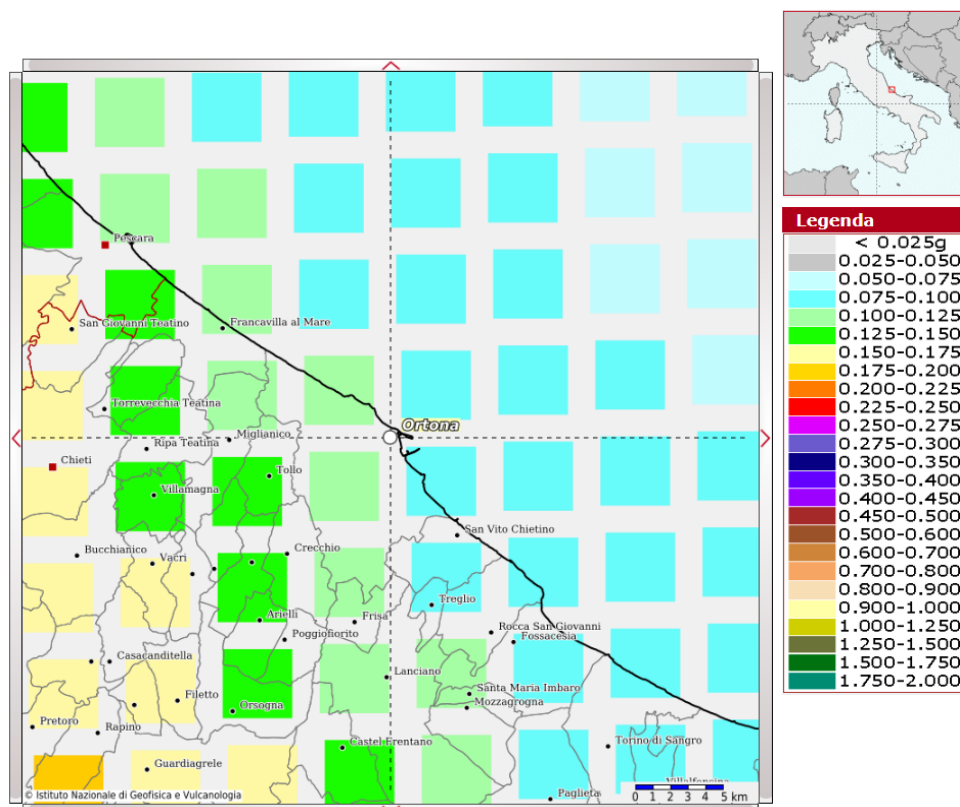 Pescara
San Giovanni Teatino
Francavilla al Mare
Torrevecchia Teatina
Ortona
Ripa Teatina
Miglianico
Chieti
Tollo
Villamagna
San Vito Chietino
Bucchianico
Vacri
Crecchio
Treglio
Arielli
Frisa
Poggiofiorito
Rocca San Giovanni
Fossacesia
Casacanditella
Lanciano
Filetto
Santa Maria Imbaro
Orsogna
Mozzagrogna
Pretoro
Rapino
Castel Frentano
Torino di Sangro
Guardiagrele
Villalfonsina
Paglieta
© Istituto Nazionale di Geofisica e Vulcanologia
0 1 2 3 4 5 km
Legenda
< 0.025g
0.025-0.050
0.050-0.075
0.075-0.100
0.100-0.125
0.125-0.150
0.150-0.175
0.175-0.200
0.200-0.225
0.225-0.250
0.250-0.275
0.275-0.300
0.300-0.350
0.350-0.400
0.400-0.450
0.450-0.500
0.500-0.600
0.600-0.700
0.700-0.800
0.800-0.900
0.900-1.000
1.000-1.250
1.250-1.500
1.500-1.750
1.750-2.000